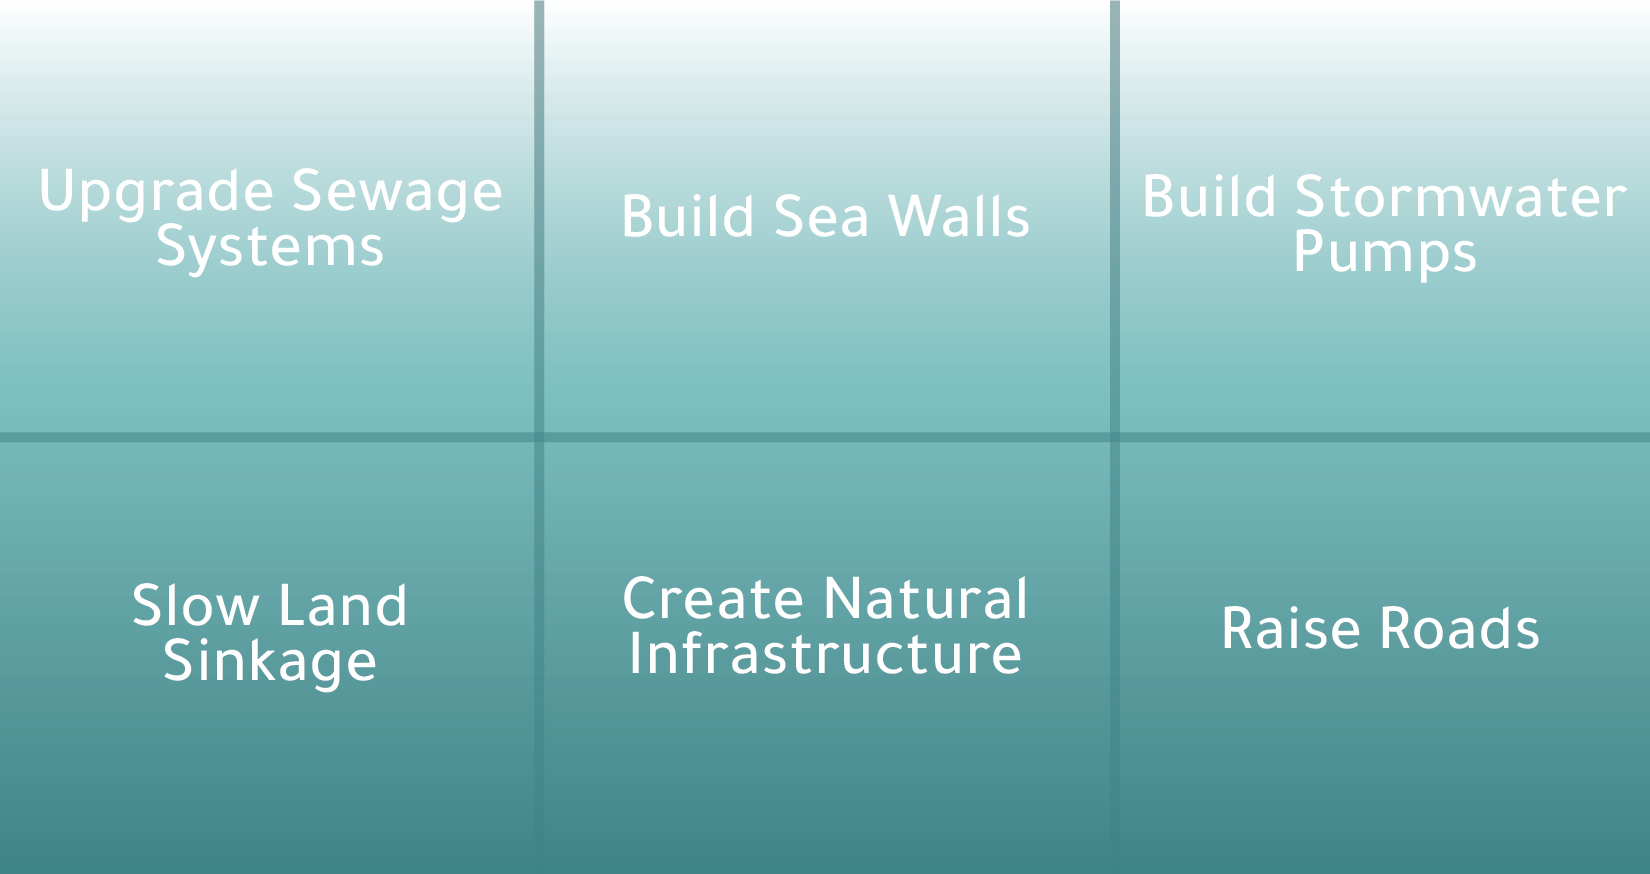 Upgrade Sewage
Systems
Build Sea Walls
Build Stormwater
Pumps
Slow Land
Sinkage
Create Natural
Infrastructure
Raise Roads